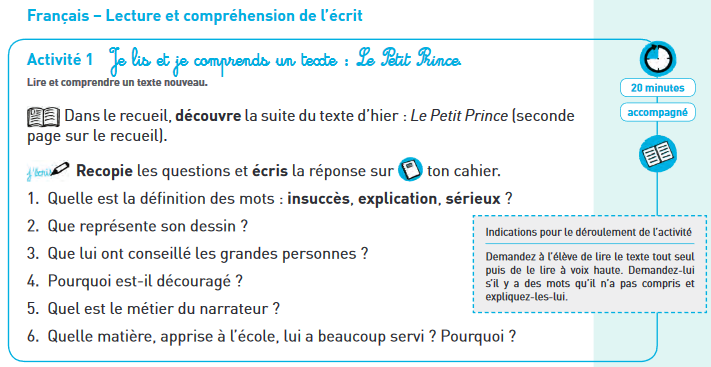 Français – Lecture et compréhension de l'écrit
Activité 1 Je lis et je comprends un texte : Le Petit Prince.
Lire et comprendre un texte nouveau.
20 minutes
accompagné
Dans le recueil, découvre la suite du texte d'hier : Le Petit Prince (seconde
page sur le recueil).
j'écris Recopie les questions et écris la réponse sur ton cahier.
1. Quelle est la définition des mots : insuccès, explication, sérieux ?
2. Que représente son dessin ?
3. Que lui ont conseillé les grandes personnes ?
4. Pourquoi est-il découragé ?
5. Quel est le métier du narrateur ?
6. Quelle matière, apprise à l'école, lui a beaucoup servi ? Pourquoi ?
Indications pour le déroulement de l'activité
Demandez à l'élève de lire le texte tout seul
puis de le lire à voix haute. Demandez-lui
s'il y a des mots qu'il n'a pas compris et
expliquez-les-lui.